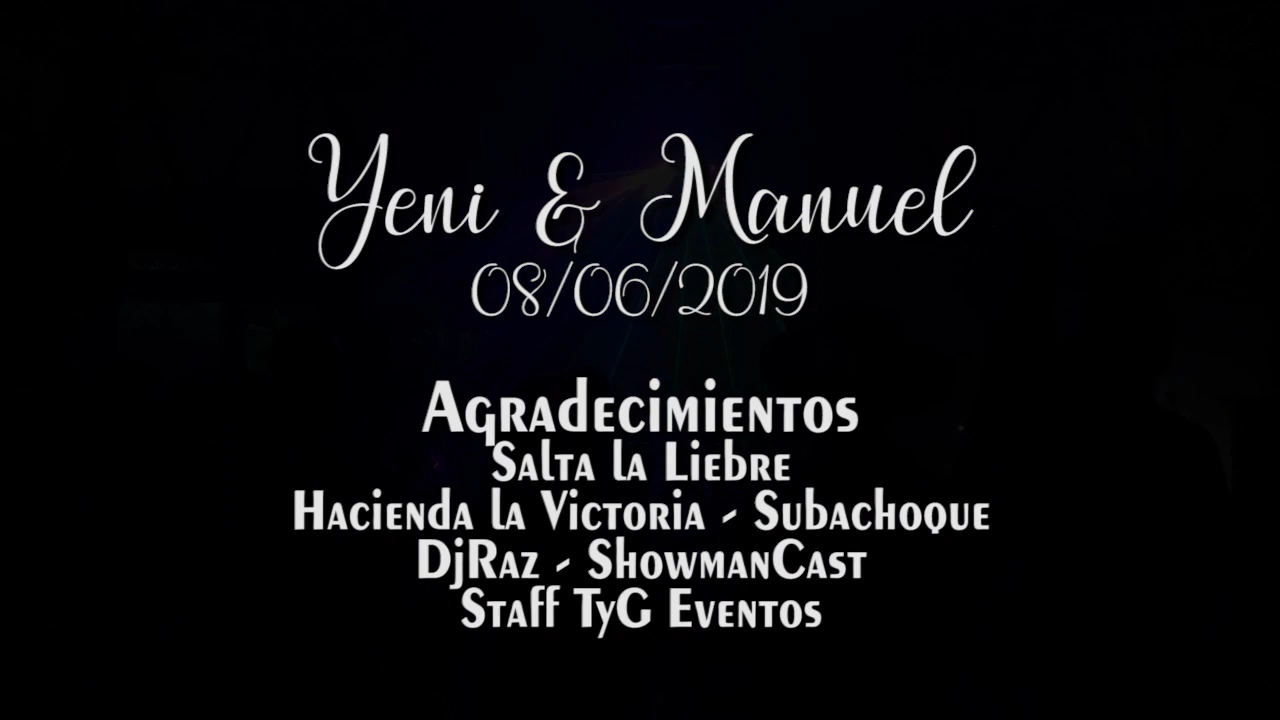 Yeni & Manuel
08/06/2019
Agradecimientos
Salta la Liebre
Hacienda la Victoria - Subachoque
DjRaz - ShowmanCast
Staff TyG Eventos